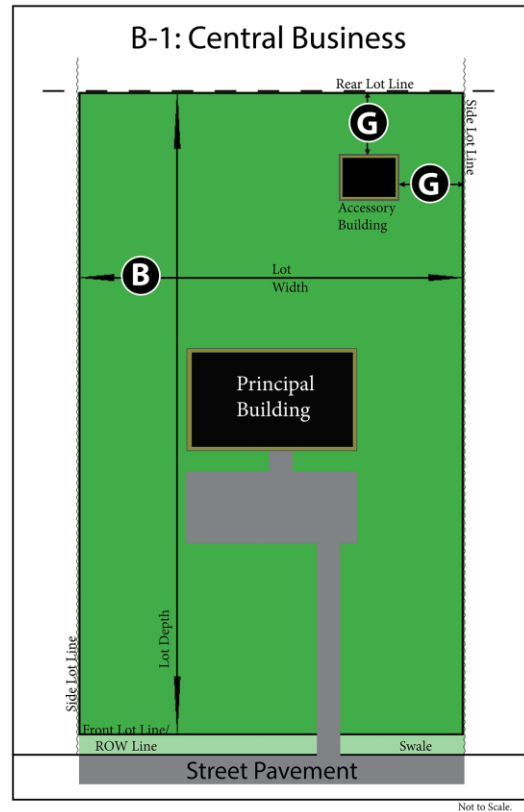 B-1: Central Business
Rear Lot Line
Side Lot Line
G
G
Accessory
Building
B
Lot
Width
Principal
Building
Lot Depth
Side Lot Line
Front Lot Line/
ROW Line
Swale
Street Pavement
Not to Scale.